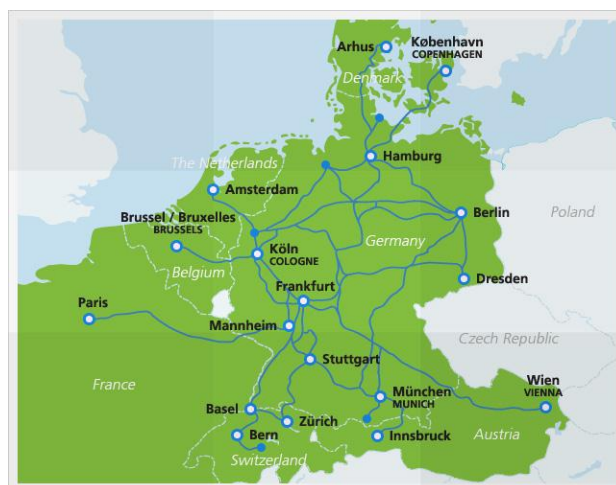 København
COPENHAGEN
Arhus
Denmark
Hamburg
The Netherlands
Amsterdam
Brussel / Bruxelles
BRUSSELS
Berlin
Poland
Köln
COLOGNE
Germany
Belgium
Frankfurt
Dresden
Paris
Mannheim
Czech Republic
Stuttgart
France
München
MUNICH
Wien
VIENNA
Basel
Zürich
Bern
Innsbruck
Austria
Switzerland